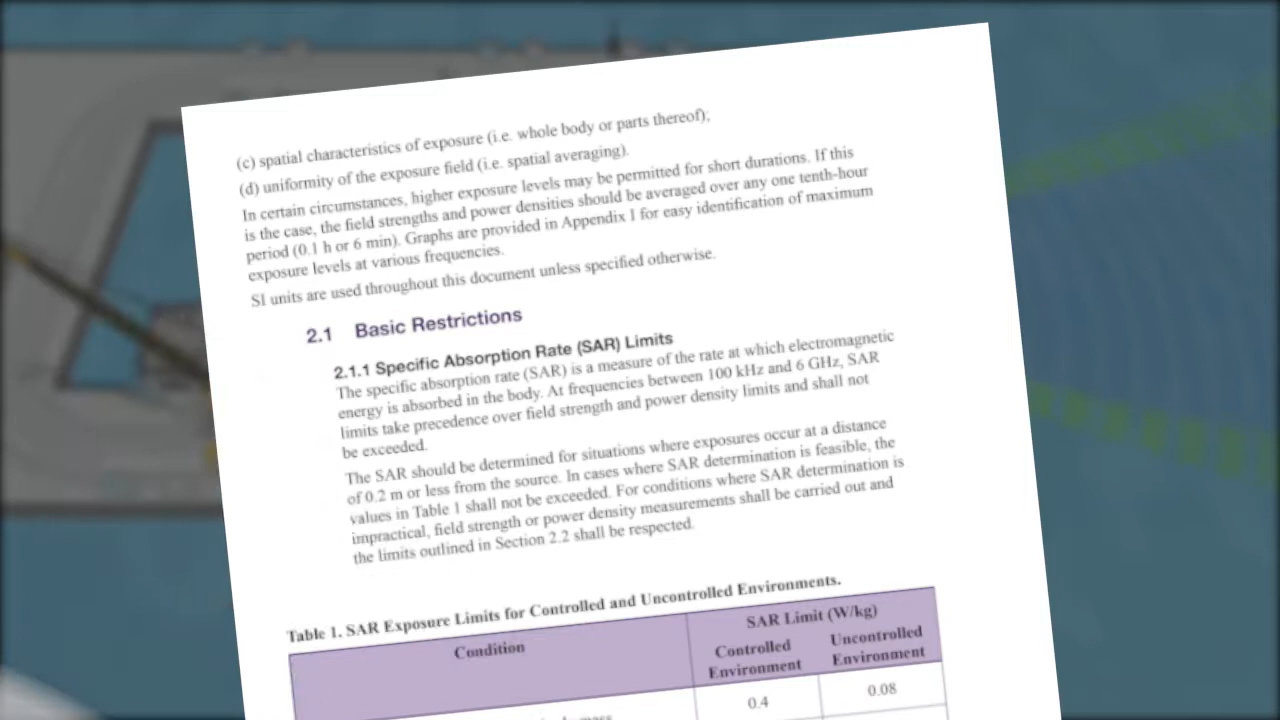 (c) spatial characteristics of exposure (i.e. whole body or parts thereof);
(d) uniformity of the exposure field (i.e. spatial averaging).
In certain circumstances, higher exposure levels may be permitted for short durations. If this
is the case, the field strengths and power densities should be averaged over any one tenth-hour
period (0.1 h or 6 min). Graphs are provided in Appendix I for easy identification of maximum
exposure levels at various frequencies.
SI units are used throughout this document unless specified otherwise.
2.1 Basic Restrictions
2.1.1 Specific Absorption Rate (SAR) Limits
The specific absorption rate (SAR) is a measure of the rate at which electromagnetic
energy is absorbed in the body. At frequencies between 100 kHz and 6 GHz, SAR
limits take precedence over field strength and power density limits and shall not
be exceeded.
The SAR should be determined for situations where exposures occur at a distance
of 0.2 m or less from the source. In cases where SAR determination is feasible, the
values in Table 1 shall not be exceeded. For conditions where SAR determination is
impractical, field strength or power density measurements shall be carried out and
the limits outlined in Section 2.2 shall be respected.
Table 1. SAR Exposure Limits for Controlled and Uncontrolled Environments.
Condition
SAR Limit (W/kg)
Controlled
Environment
Uncontrolled
Environment
0.4
0.08